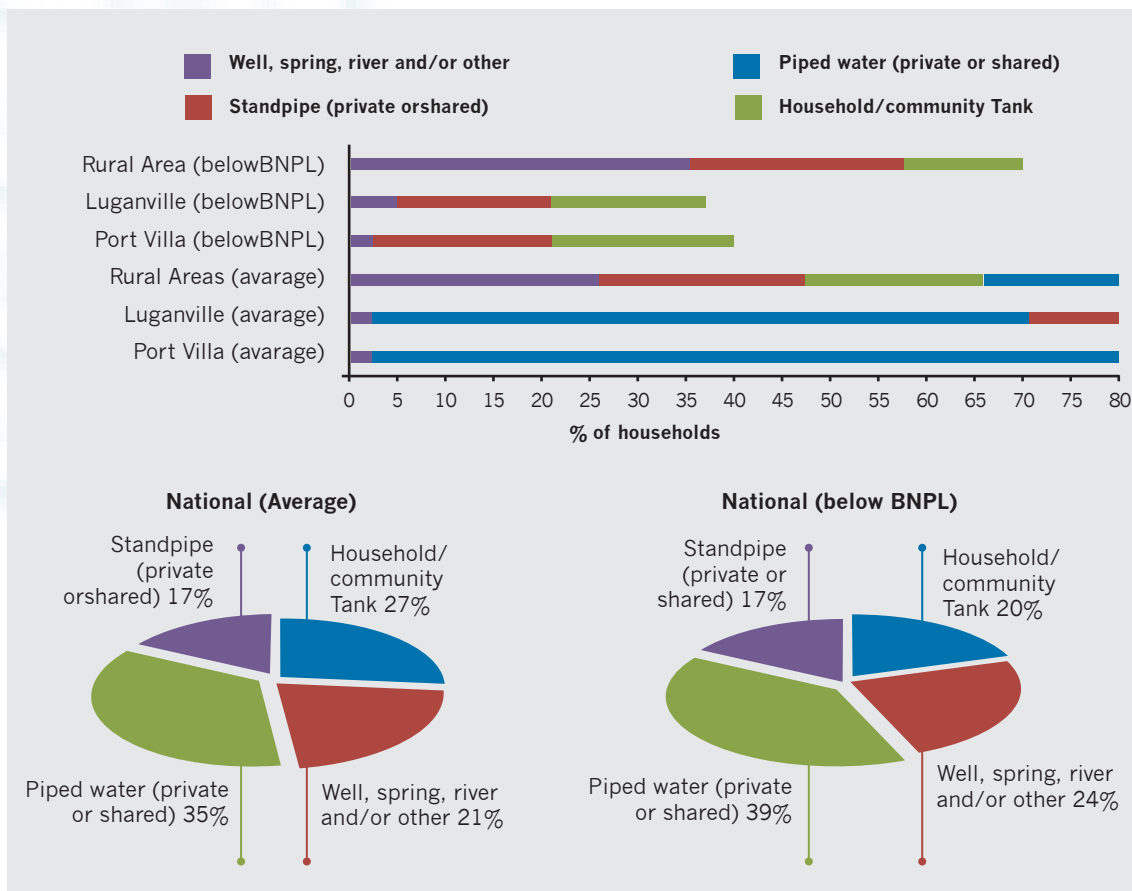 Well, spring, river and/or other
Piped water (private or shared)
Standpipe (private orshared)
Household/community Tank
Rural Area (belowBNPL)
Luganville (belowBNPL)
Port Villa (belowBNPL)
Rural Areas (avarage)
Luganville (avarage)
Port Villa (avarage)
0 5 10 15 20 25 30 35 40 45 50 55 60 65 70 75 80
% of households
National (Average)
Standpipe
(private
orshared) 17%
Household/
community
Tank 27%
Piped water (private
or shared) 35%
Well, spring, river
and/or other 21%
National (below BNPL)
Standpipe
(private or
shared) 17%
Household/
community
Tank 20%
Piped water (private
or shared) 39%
Well, spring, river
and/or other 24%